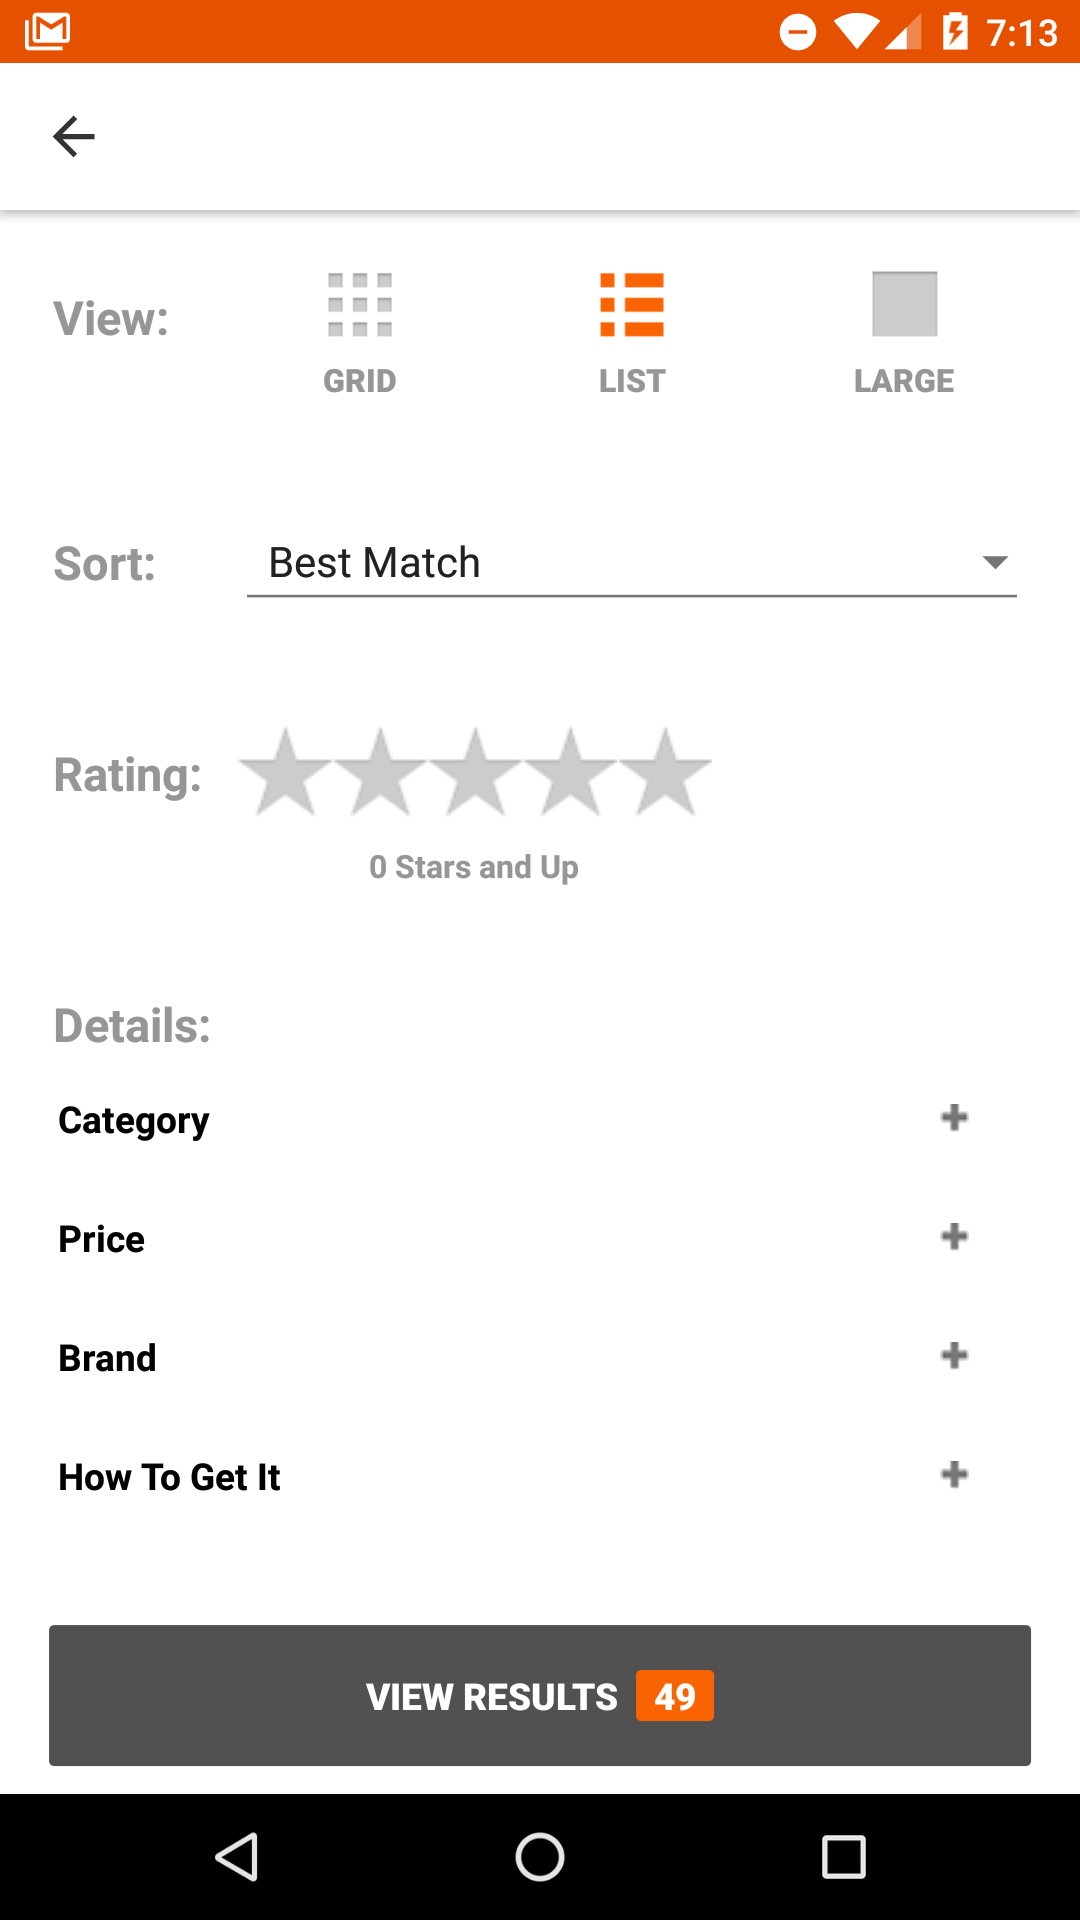 7:13
View:
GRID
LIST
LARGE
Sort:
Best Match
Rating:
0 Stars and Up
Details:
Category
Price
Brand
How To Get It
VIEW RESULTS 49